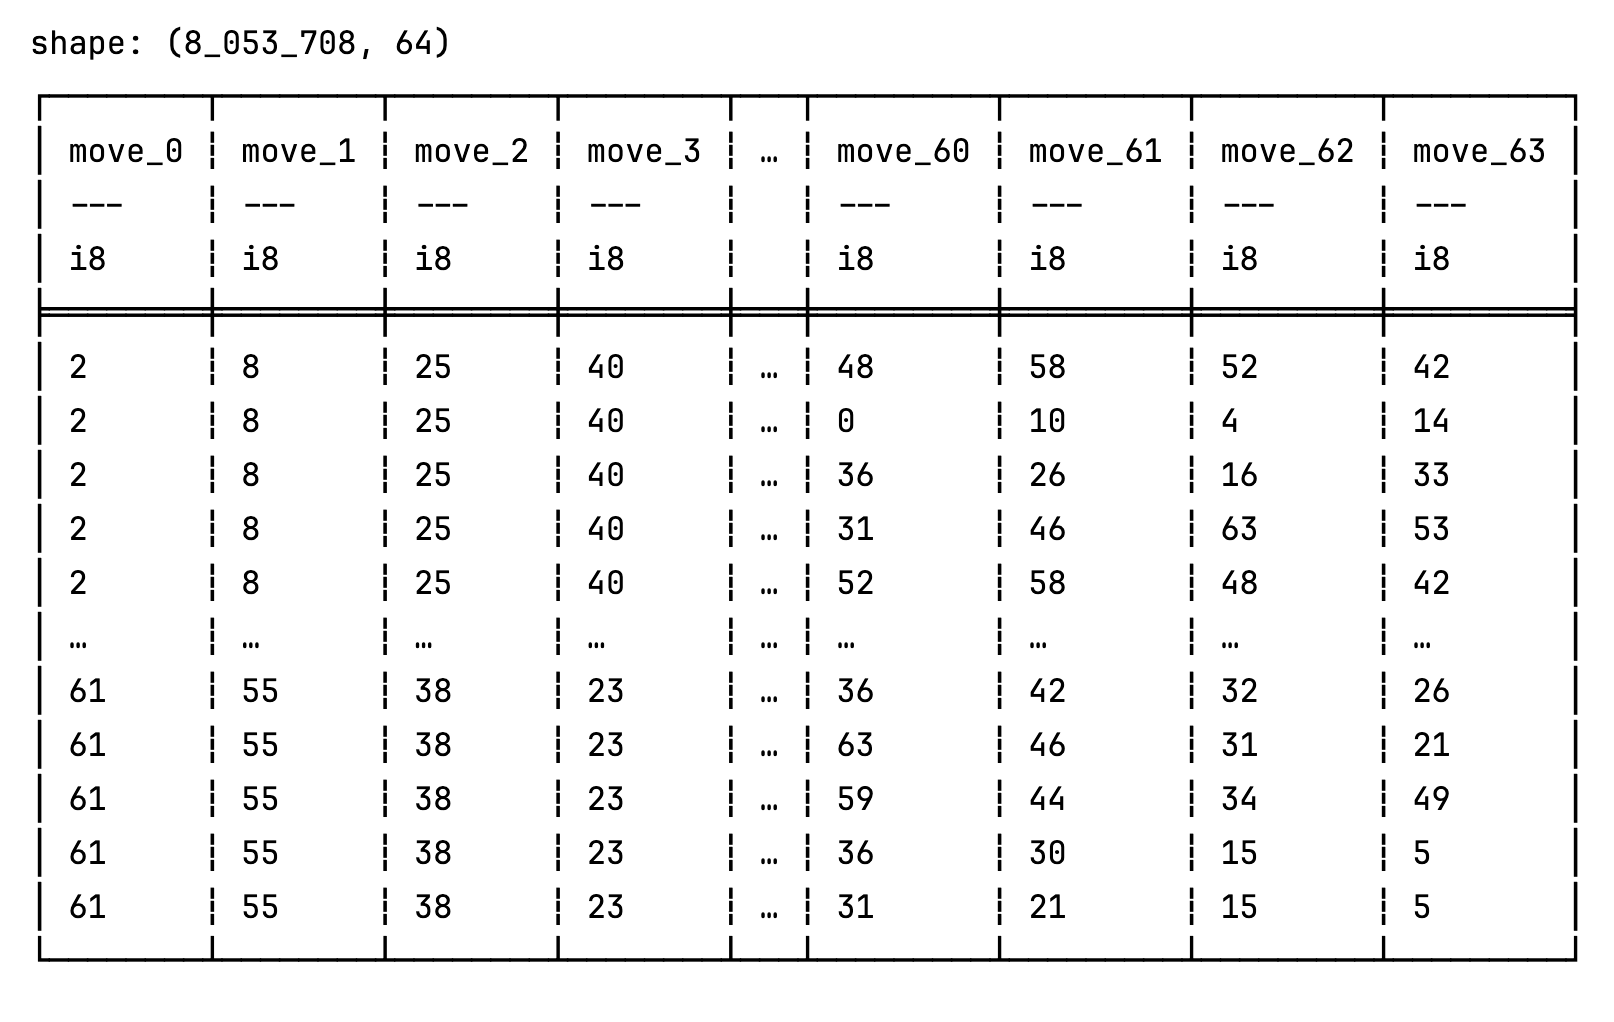 shape: (8_053_708, 64)
move_0 move_1 move_2 move_3 … move_60 move_61 move_62 move_63
--- --- --- --- --- --- --- ---
i8 i8 i8 i8 i8 i8 i8 i8
2 8 25 40 … 48 58 52 42
2 8 25 40 … 0 10 4 14
2 8 25 40 … 36 26 16 33
2 8 25 40 … 31 46 63 53
2 8 25 40 … 52 58 48 42
… … … … … … … … …
61 55 38 23 … 36 42 32 26
61 55 38 23 … 63 46 31 21
61 55 38 23 … 59 44 34 49
61 55 38 23 … 36 30 15 5
61 55 38 23 … 31 21 15 5